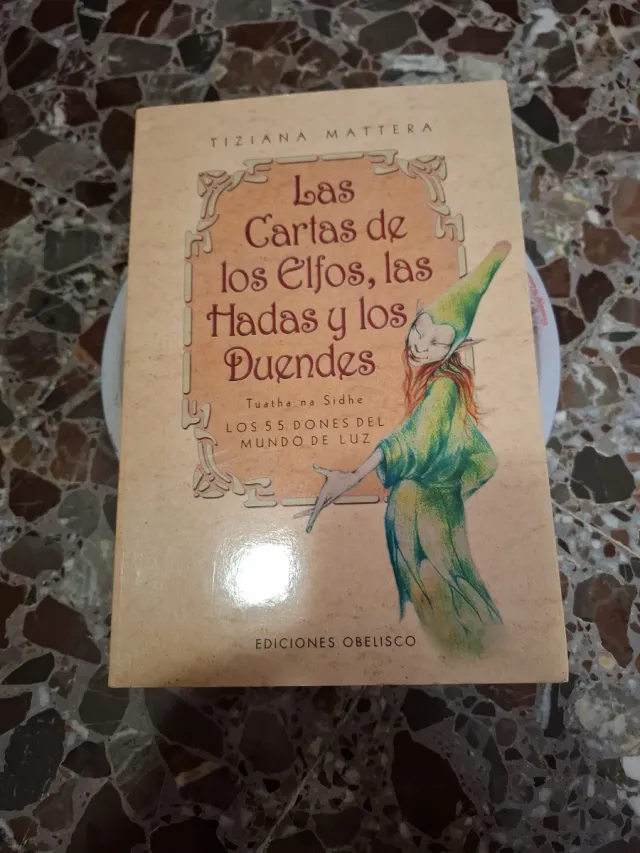 TIZIANA MATTERA
Las
Cartas de
los Elfos, las
Hadas y los
Duendes
Tuatha na Sidhe
LOS 55 DONES DEL
MUNDO DE LUZ
EDICIONES OBELISCO